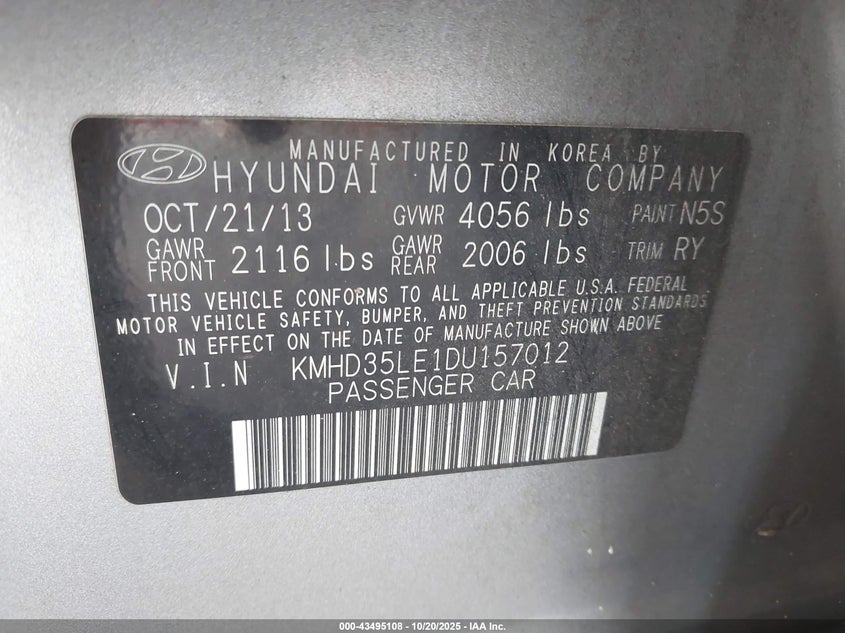 MANUFACTURED IN KOREA BY
HYUNDAI MOTOR COMPANY
OCT/21/13 GVWR 4056 lbs PAINT N5S
GAWR FRONT 2116 lbs GAWR REAR 2006 lbs TRIM RY
THIS VEHICLE CONFORMS TO ALL APPLICABLE U.S.A. FEDERAL
MOTOR VEHICLE SAFETY, BUMPER, AND THEFT PREVENTION STANDARDS
IN EFFECT ON THE DATE OF MANUFACTURE SHOWN ABOVE
V.I.N KMHD35LE1DU157012
PASSENGER CAR
000-43495108 - 10/20/2025 - IAA Inc.